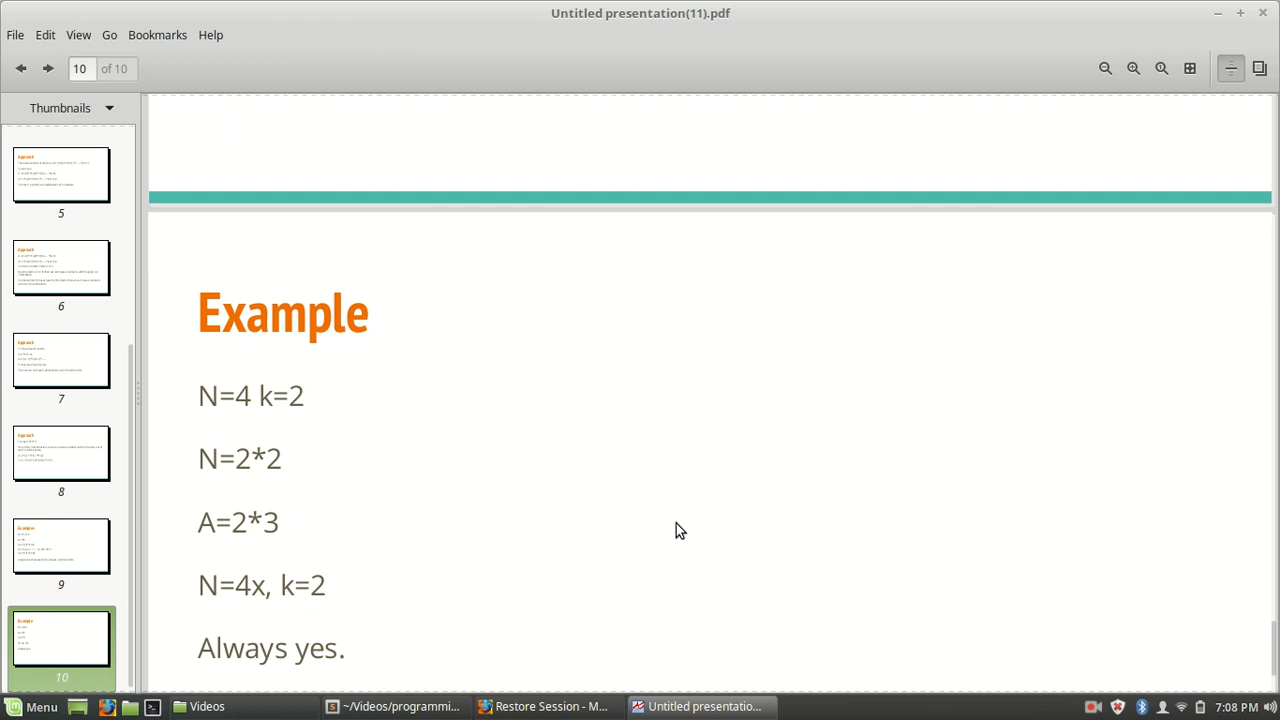 Untitled presentation(11).pdf
File Edit View Go Bookmarks Help
10 of 10
Thumbnails
5
6
7
8
9
10
Example
N=4 k=2
N=2*2
A=2*3
N=4x, k=2
Always yes.
Menu Videos ~/Videos/programmi... Restore Session - M... Untitled presentatio... 7:08 PM